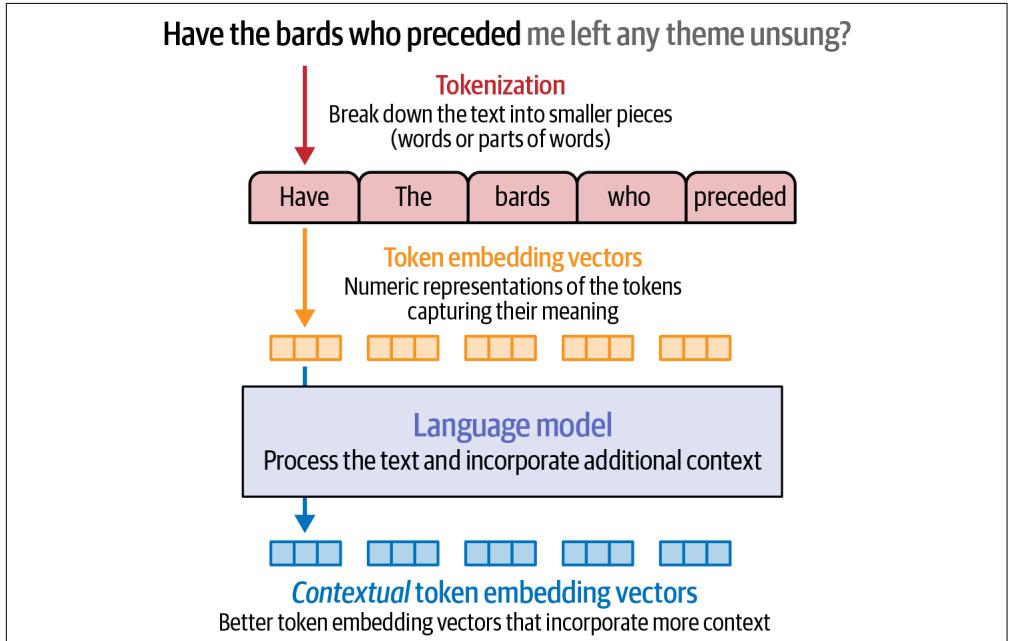 Have the bards who preceded me left any theme unsung?
Tokenization
Break down the text into smaller pieces
(words or parts of words)
Have The bards who preceded
Token embedding vectors
Numeric representations of the tokens
capturing their meaning
Language model
Process the text and incorporate additional context
Contextual token embedding vectors
Better token embedding vectors that incorporate more context